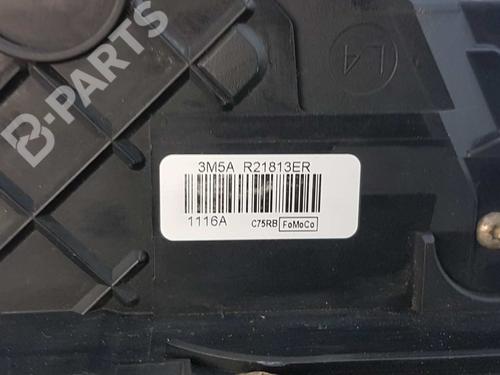 B-PARTS
L4
3M5A R21813ER
1116A C75RB FoMoCo